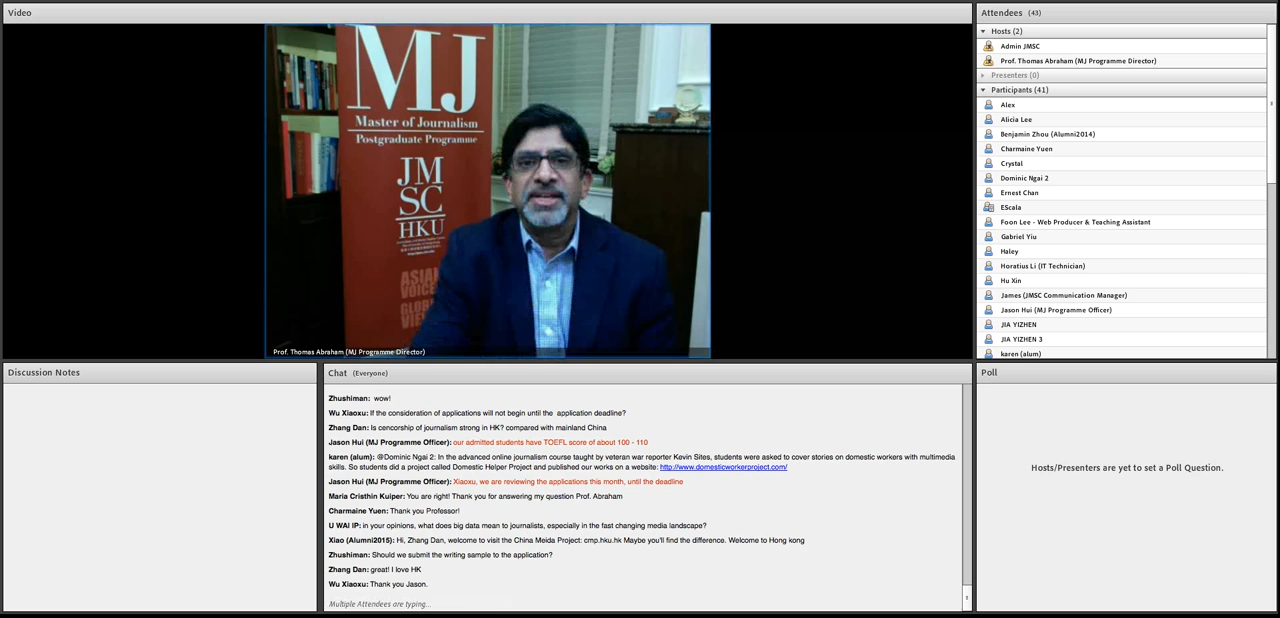 Video
MJ
Master of Journalism
Postgraduate Programme
JM
SC
HKU
ASIAN
VOICE
GLOB
VIEW
Prof. Thomas Abraham (MJ Programme Director)
Attendees (43)
Hosts (2)
Admin JMSC
Prof. Thomas Abraham (MJ Programme Director)
Presenters (0)
Participants (41)
Alex
Alicia Lee
Benjamin Zhou (Alumni2014)
Charmaine Yuen
Crystal
Dominic Ngai 2
Ernest Chan
EScala
Foon Lee - Web Producer & Teaching Assistant
Gabriel Yiu
Haley
Horatius Li (IT Technician)
Hu Xin
James (JMSC Communication Manager)
Jason Hui (MJ Programme Officer)
JIA YIZHEN
JIA YIZHEN 3
karen (alum)
Discussion Notes
Chat (Everyone)
Zhushiman: wow!
Wu Xiaoxu: If the consideration of applications will not begin until the application deadline?
Zhang Dan: Is cencorship of journalism strong in HK? compared with mainland China
Jason Hui (MJ Programme Officer): our admitted students have TOEFL score of about 100 - 110
karen (alum): @Dominic Ngai 2: In the advanced online journalism course taught by veteran war reporter Kevin Sites, students were asked to cover stories on domestic workers with multimedia
skills. So students did a project called Domestic Helper Project and published our works on a website: http://www.domesticworkerproject.com/
Jason Hui (MJ Programme Officer): Xiaoxu, we are reviewing the applications this month, until the deadline
Maria Cristhin Kuiper: You are right! Thank you for answering my question Prof. Abraham
Charmaine Yuen: Thank you Professor!
U WAI IP: in your opinions, what does big data mean to journalists, especially in the fast changing media landscape?
Xiao (Alumni2015): Hi, Zhang Dan, welcome to visit the China Meida Project: cmp.hku.hk Maybe you'll find the difference. Welcome to Hong kong
Zhushiman: Should we submit the writing sample to the application?
Zhang Dan: great! I love HK
Wu Xiaoxu: Thank you Jason.
Multiple Attendees are typing...
Poll
Hosts/Presenters are yet to set a Poll Question.